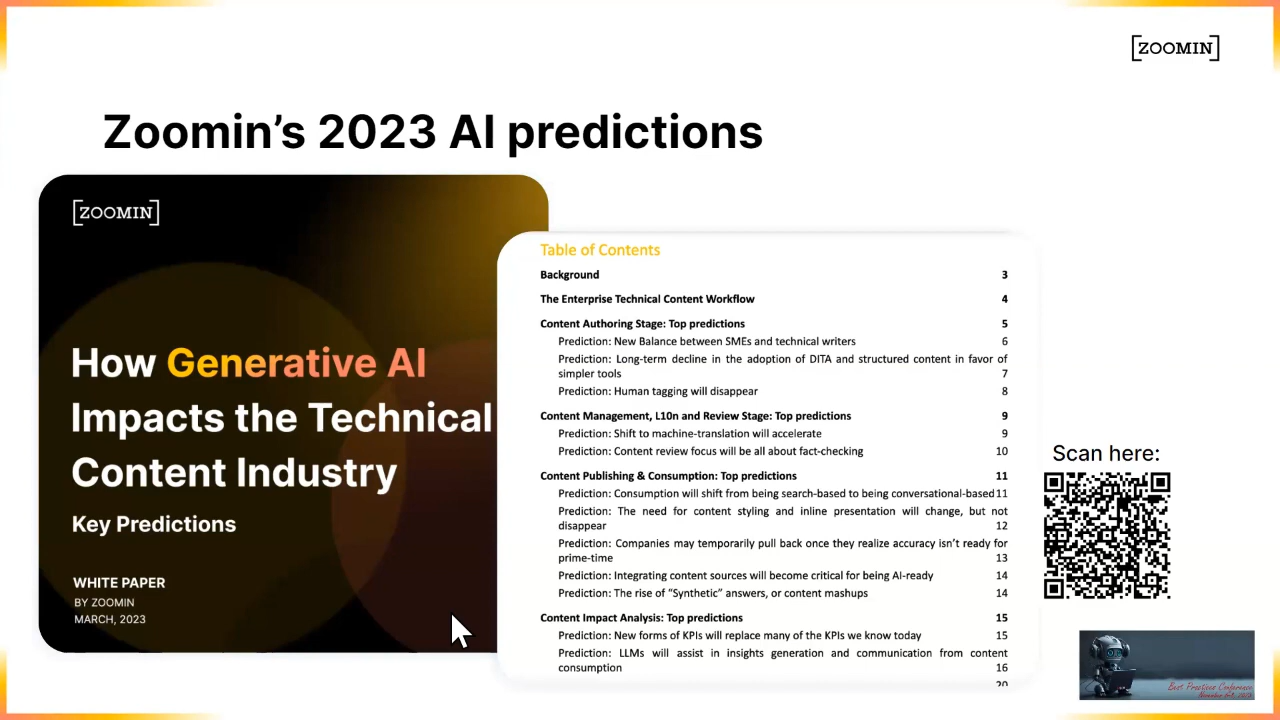 [ZOOMIN]
Zoomin’s 2023 AI predictions
[ZOOMIN]
How Generative AI
Impacts the Technical
Content Industry
Key Predictions
WHITE PAPER
BY ZOOMIN
MARCH, 2023
Table of Contents
Background 3
The Enterprise Technical Content Workflow 4
Content Authoring Stage: Top predictions 5
Prediction: New Balance between SMEs and technical writers 6
Prediction: Long-term decline in the adoption of DITA and structured content in favor of
simpler tools 7
Prediction: Human tagging will disappear 8
Content Management, L10n and Review Stage: Top predictions 9
Prediction: Shift to machine-translation will accelerate 9
Prediction: Content review focus will be all about fact-checking 10
Content Publishing & Consumption: Top predictions 11
Prediction: Consumption will shift from being search-based to being conversational-based 11
Prediction: The need for content styling and inline presentation will change, but not
disappear 12
Prediction: Companies may temporarily pull back once they realize accuracy isn’t ready for
prime-time 13
Prediction: Integrating content sources will become critical for being AI-ready 14
Prediction: The rise of “Synthetic” answers, or content mashups 14
Content Impact Analysis: Top predictions 15
Prediction: New forms of KPIs will replace many of the KPIs we know today 15
Prediction: LLMs will assist in insights generation and communication from content
consumption 16
20
Scan here:
Best Practices Conference